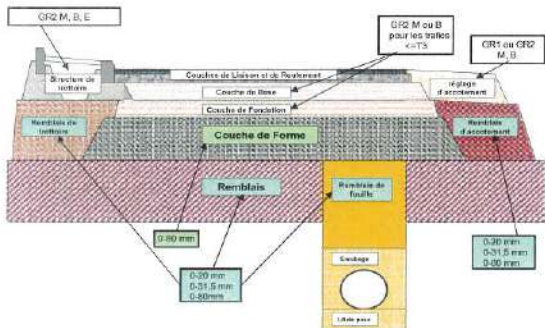 GR2 M, B, E
GR2 M ou B
pour les trafics
<=T3
GR1 ou GR2
M, B
Structure de
trottoire
Couches de Liaison et de Roulement
réglage
d'accotement
Couche de Base
Couche de Fondation
Remblais de
trottoire
Couche de Forme
Remblais
d'accotement
Remblais
Remblais de
fouille
0-80 mm
0-20 mm
0-31,5 mm
0-80mm
0-20 mm
0-31,5 mm
0-80 mm
Enrobage
Lit de pose